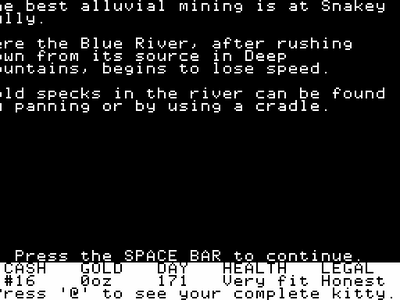 e best alluvial mining is at Snakey
lly.
ere the Blue River, after rushing
wn from its source in Deep
untains, begins to lose speed.
ld specks in the river can be found
panning or by using a cradle.
Press the SPACE BAR to continue.
CASH GOLD DAY HEALTH LEGAL
#16 0oz 171 Very fit Honest
ress '@' to see your complete kitty.